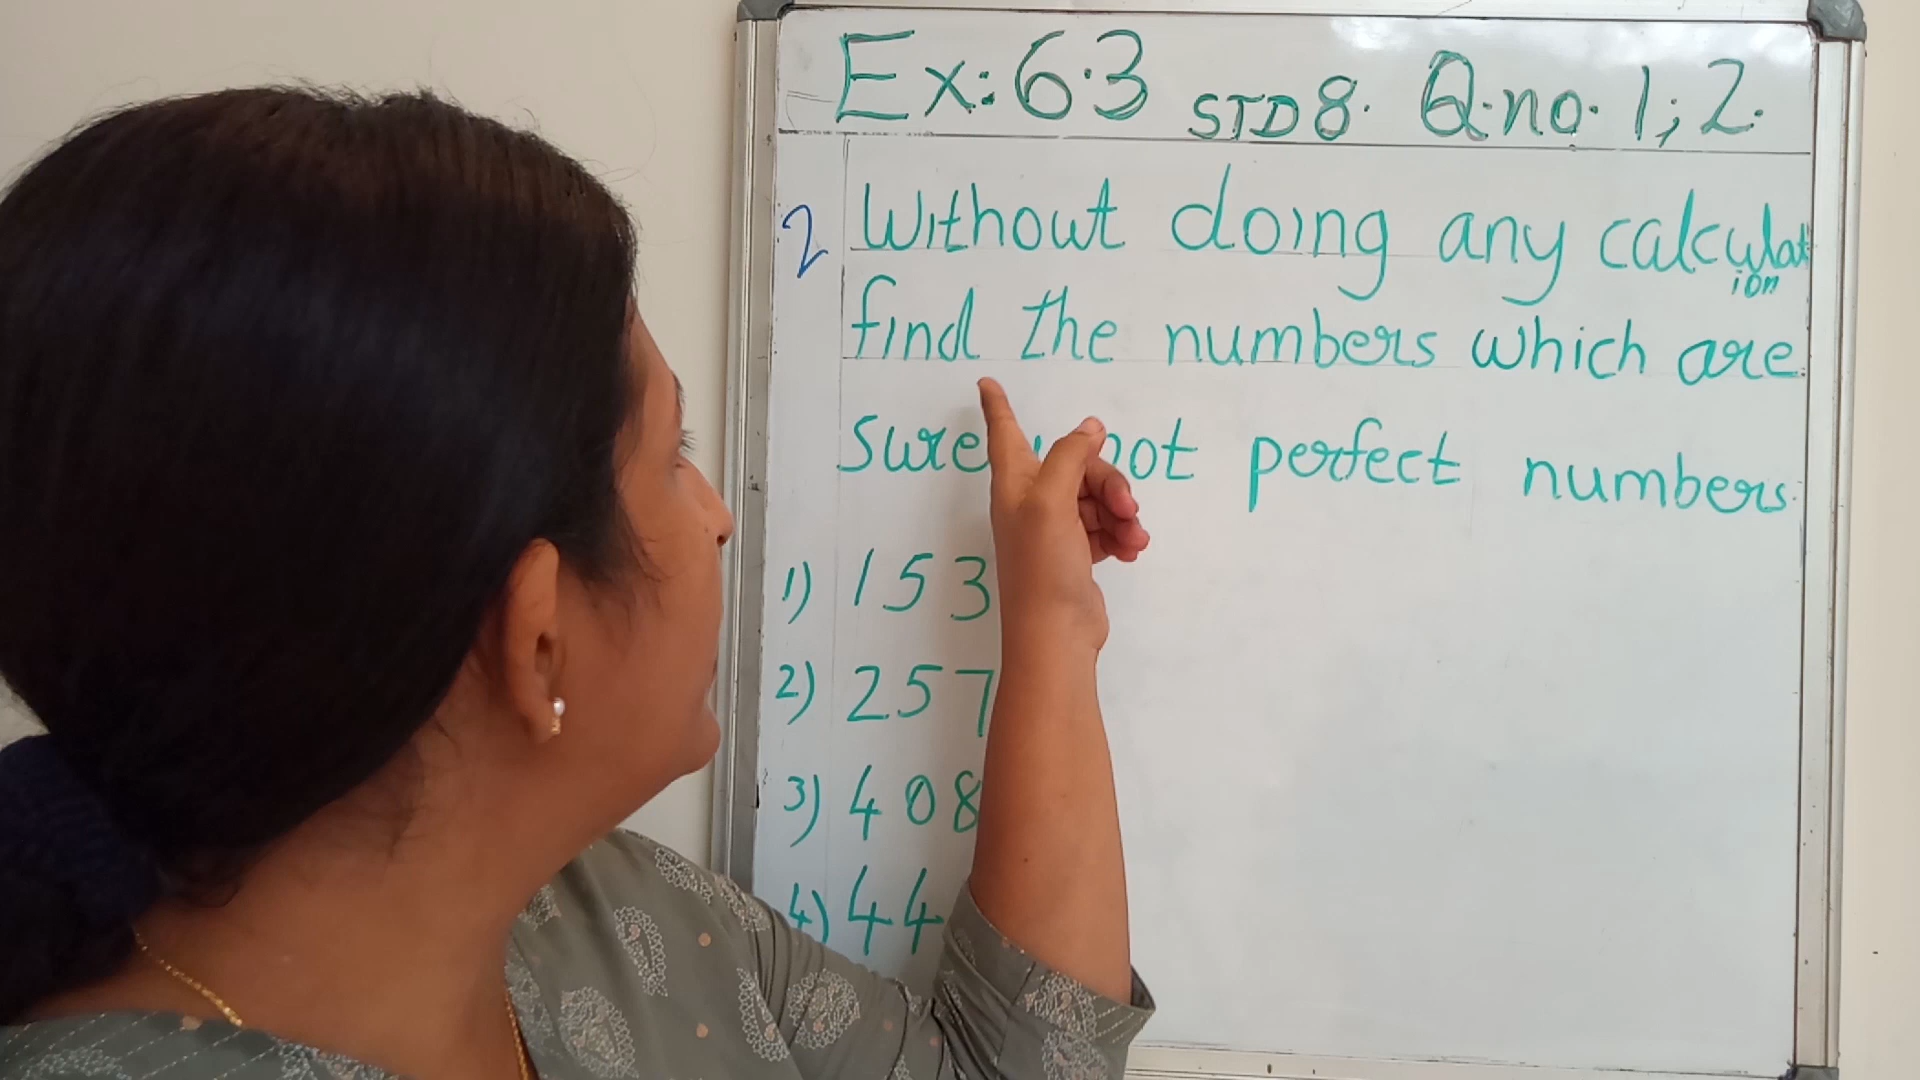 Ex: 6.3 STD 8. Q.no. 1; 2.
2 Without doing any calculation
find the numbers which are
not perfect numbers.
1) 153
2) 257
3) 408
4) 44